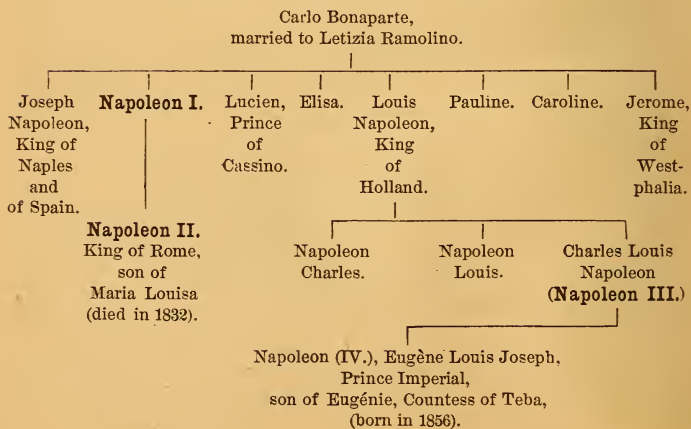 Carlo Bonaparte,
married to Letizia Ramolino.
Joseph
Napoleon,
King of
Naples
and
of Spain.
Napoleon I.
Lucien,
Prince
of
Cassino.
Elisa.
Louis
Napoleon,
King
of
Holland.
Pauline.
Caroline.
Jerome,
King
of
West-
phalia.
Napoleon II.
King of Rome,
son of
Maria Louisa
(died in 1832).
Napoleon
Charles.
Napoleon
Louis.
Charles Louis
Napoleon
(Napoleon III.)
Napoleon (IV.), Eugène Louis Joseph,
Prince Imperial,
son of Eugénie, Countess of Teba,
(born in 1856).